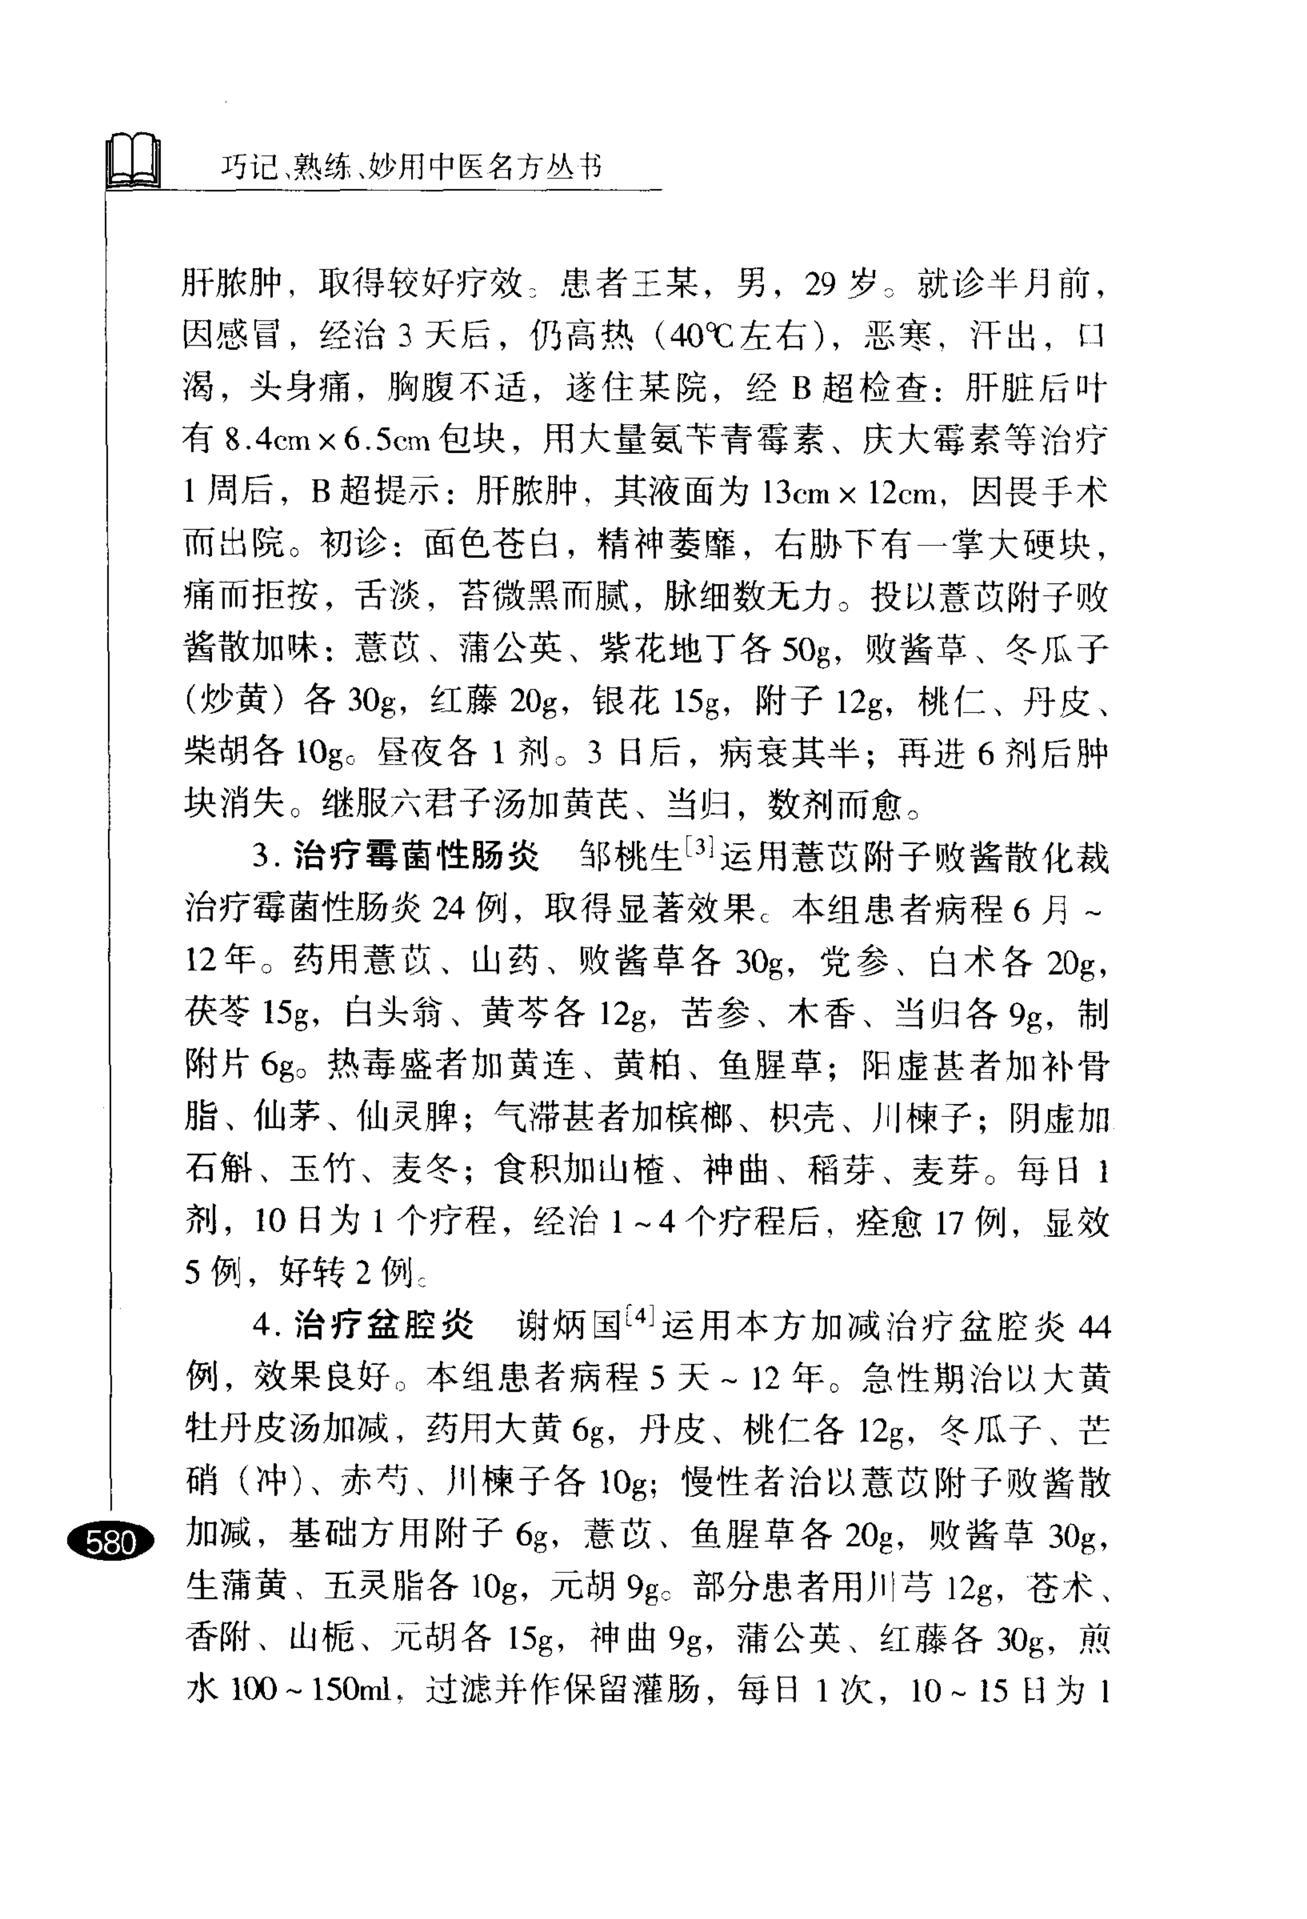 巧记、熟练、妙用中医名方丛书
肝脓肿，取得较好疗效。患者王某，男，29岁。就诊半月前，
因感冒，经治3天后，仍高热（40℃左右），恶寒，汗出，口
渴，头身痛，胸腹不适，遂住某院，经B超检查：肝脏后叶
有8.4cm×6.5cm包块，用大量氨苄青霉素、庆大霉素等治疗
1周后，B超提示：肝脓肿，其液面为13cm×12cm，因畏手术
而出院。初诊：面色苍白，精神萎靡，右胁下有一掌大硬块，
痛而拒按，舌淡，苔微黑而腻，脉细数无力。投以薏苡附子败
酱散加味：薏苡、蒲公英、紫花地丁各50g，败酱草、冬瓜子
（炒黄）各30g，红藤20g，银花15g，附子12g，桃仁、丹皮、
柴胡各10g。昼夜各1剂。3日后，病衰其半；再进6剂后肿
块消失。继服六君子汤加黄芪、当归，数剂而愈。
3.治疗霉菌性肠炎 邹桃生[3]运用薏苡附子败酱散化裁
治疗霉菌性肠炎24例，取得显著效果。本组患者病程6月~
12年。药用薏苡、山药、败酱草各30g，党参、白术各20g，
茯苓15g，白头翁、黄芩各12g，苦参、木香、当归各9g，制
附片6g。热毒盛者加黄连、黄柏、鱼腥草；阳虚甚者加补骨
脂、仙茅、仙灵脾；气滞甚者加槟榔、枳壳、川楝子；阴虚加
石斛、玉竹、麦冬；食积加山楂、神曲、稻芽、麦芽。每日1
剂，10日为1个疗程，经治1~4个疗程后，痊愈17例，显效
5例，好转2例。
4.治疗盆腔炎 谢炳国[4]运用本方加减治疗盆腔炎44
例，效果良好。本组患者病程5天~12年。急性期治以大黄
牡丹皮汤加减，药用大黄6g，丹皮、桃仁各12g，冬瓜子、芒
硝（冲）、赤芍、川楝子各10g；慢性者治以薏苡附子败酱散
加减，基础方用附子6g，薏苡、鱼腥草各20g，败酱草30g，
生蒲黄、五灵脂各10g，元胡9g。部分患者用川芎12g，苍术、
香附、山栀、元胡各15g，神曲9g，蒲公英、红藤各30g，煎
水100~150ml，过滤并作保留灌肠，每日1次，10~15日为1
580